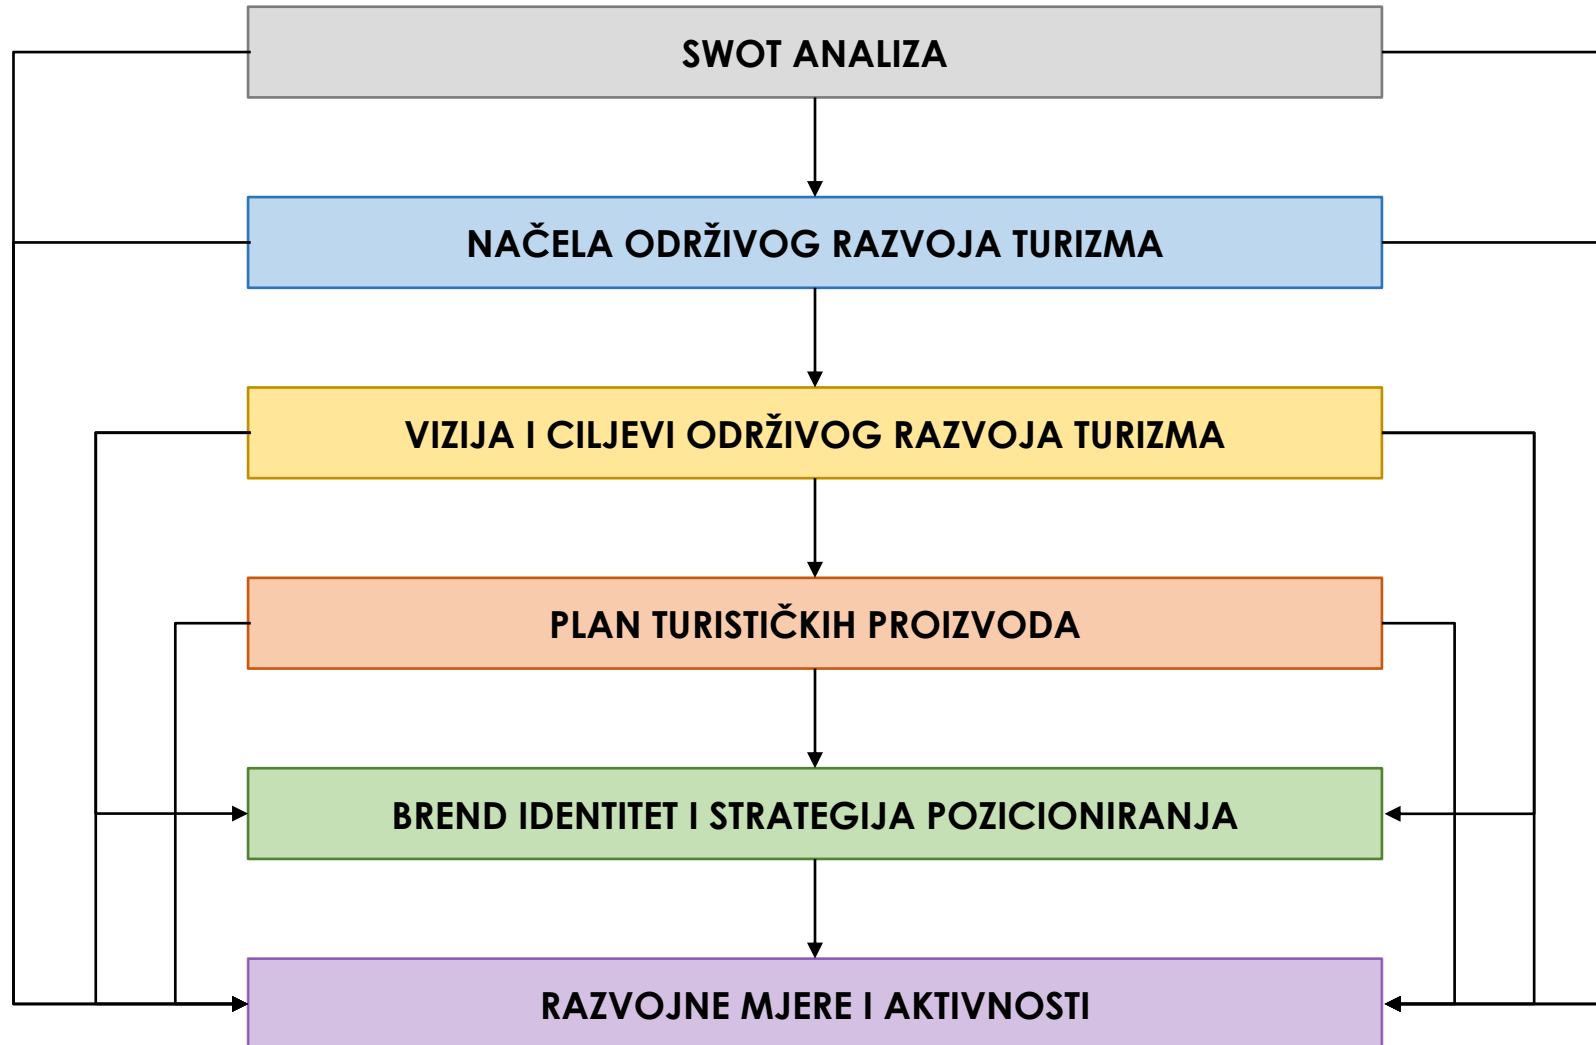 SWOT ANALIZA
NAČELA ODRŽIVOG RAZVOJA TURIZMA
VIZIJA I CILJEVI ODRŽIVOG RAZVOJA TURIZMA
PLAN TURISTIČKIH PROIZVODA
BREND IDENTITET I STRATEGIJA POZICIONIRANJA
RAZVOJNE MJERE I AKTIVNOSTI